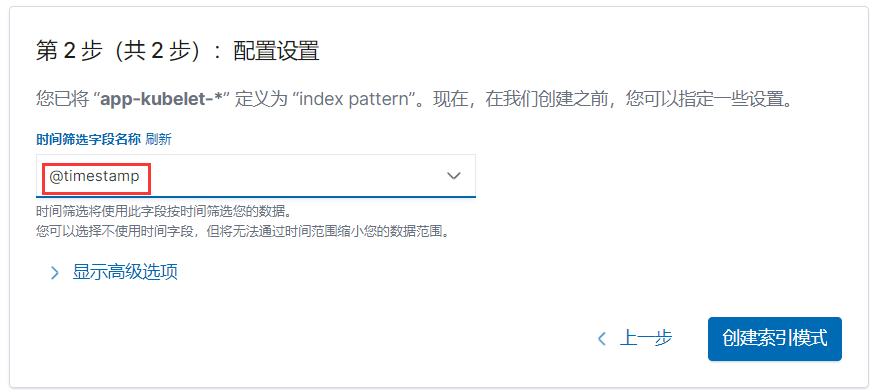 第 2 步（共 2 步）：配置设置
您已将 “app-kubelet-*” 定义为 “index pattern”。现在，在我们创建之前，您可以指定一些设置。
时间筛选字段名称 刷新
@timestamp
时间筛选将使用此字段按时间筛选您的数据。
您可以选择不使用时间字段，但将无法通过时间范围缩小您的数据范围。
显示高级选项
上一步 创建索引模式